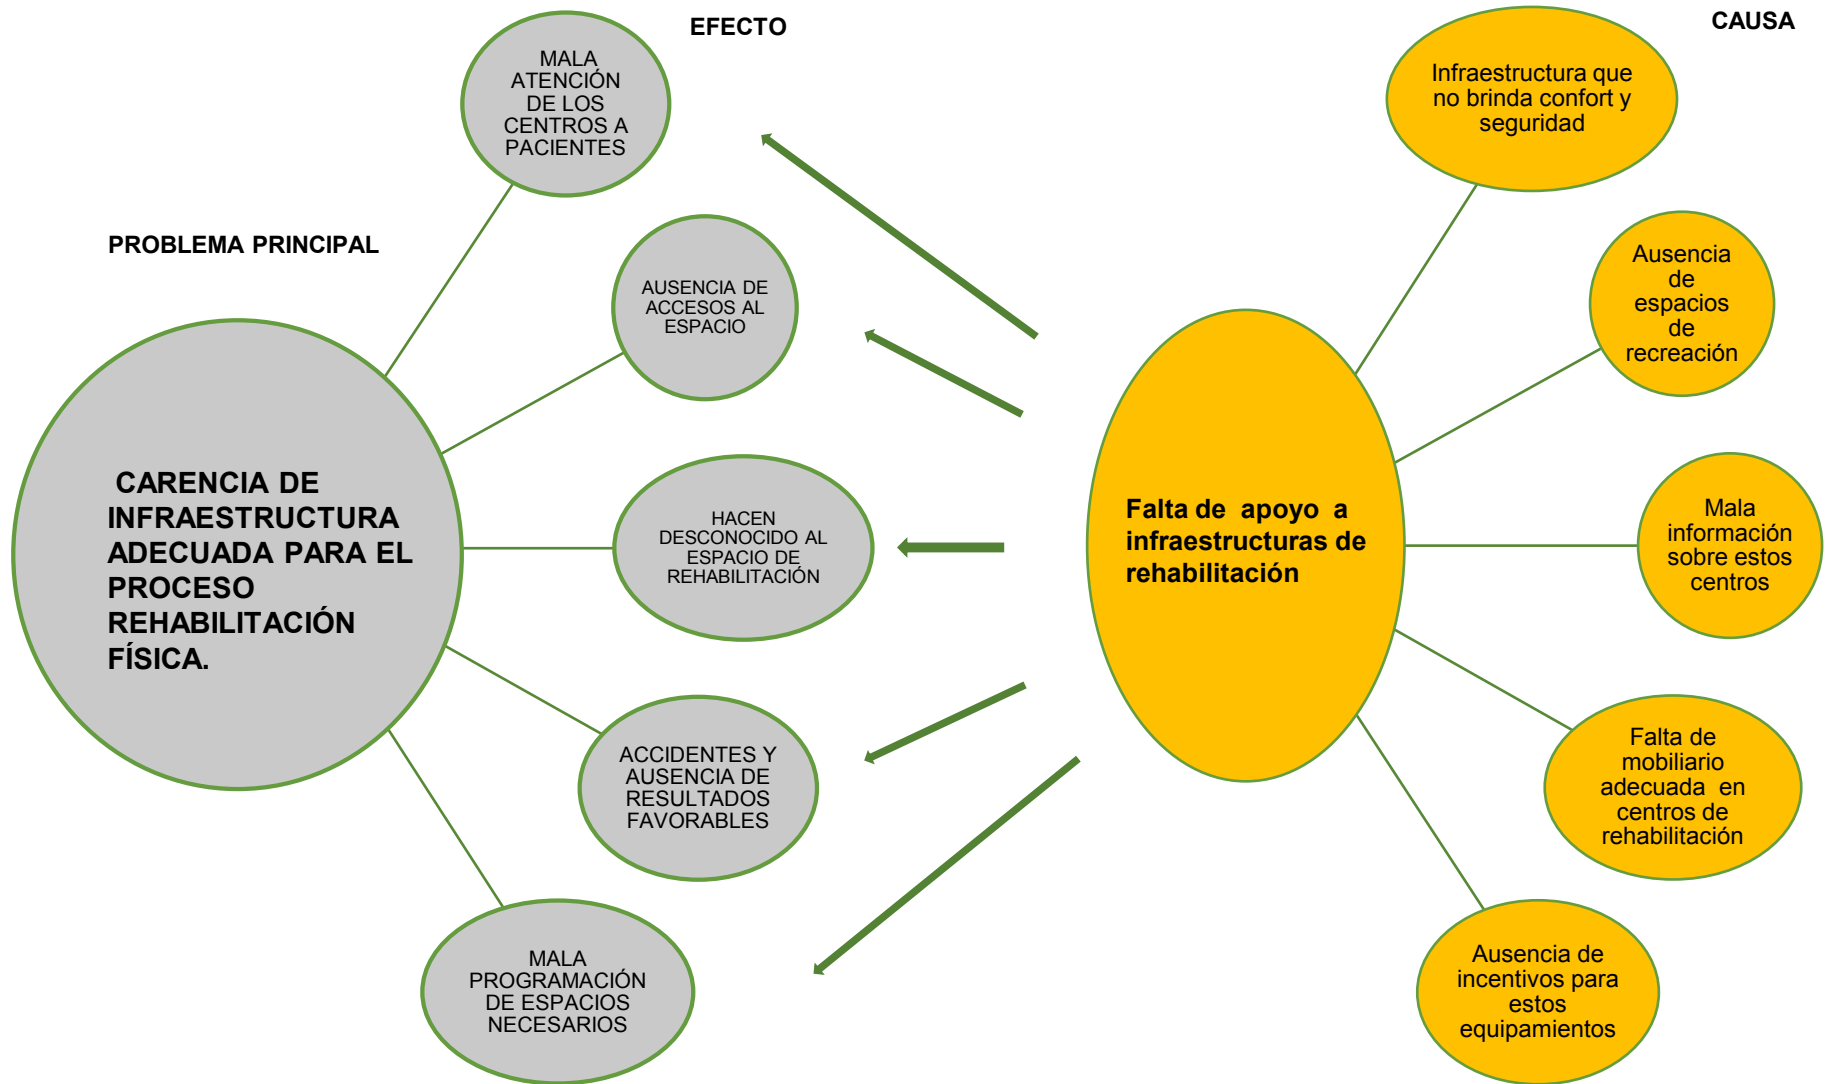 EFECTO
CAUSA
MALA
ATENCIÓN
DE LOS
CENTROS A
PACIENTES
Infraestructura que
no brinda confort y
seguridad
PROBLEMA PRINCIPAL
AUSENCIA DE
ACCESOS AL
ESPACIO
Ausencia
de
espacios
de
recreación
CARENCIA DE
INFRAESTRUCTURA
ADECUADA PARA EL
PROCESO
REHABILITACIÓN
FÍSICA.
HACEN
DESCONOCIDO AL
ESPACIO DE
REHABILITACIÓN
Falta de apoyo a
infraestructuras de
rehabilitación
Mala
información
sobre estos
centros
ACCIDENTES Y
AUSENCIA DE
RESULTADOS
FAVORABLES
Falta de
mobiliario
adecuada en
centros de
rehabilitación
MALA
PROGRAMACIÓN
DE ESPACIOS
NECESARIOS
Ausencia de
incentivos para
estos
equipamientos